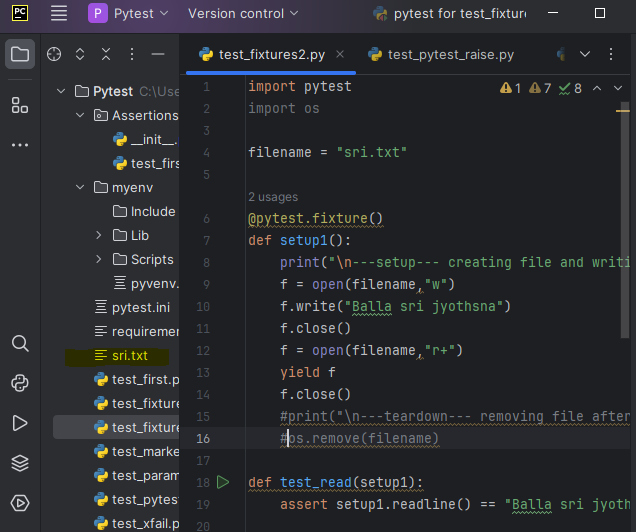 PC P Pytest Version control pytest for test_fixture
test_fixtures2.py test_pytest_raise.py
Pytest C:\Use
Assertions
__init__.
test_firs
myenv
Include
Lib
Scripts
pyvenv.
pytest.ini
requiremen
sri.txt
test_first.p
test_fixture
test_fixture
test_marke
test_param
test_pytest
test_xfail.p
1 7 8
1 import pytest
2 import os
3
4 filename = "sri.txt"
5
2 usages
6 @pytest.fixture()
7 def setup1():
8 print("\n---setup--- creating file and writi
9 f = open(filename,"w")
10 f.write("Balla sri jyothsna")
11 f.close()
12 f = open(filename,"r+")
13 yield f
14 f.close()
15 #print("\n---teardown--- removing file after
16 #os.remove(filename)
17
18 def test_read(setup1):
19 assert setup1.readline() == "Balla sri jyoth
20